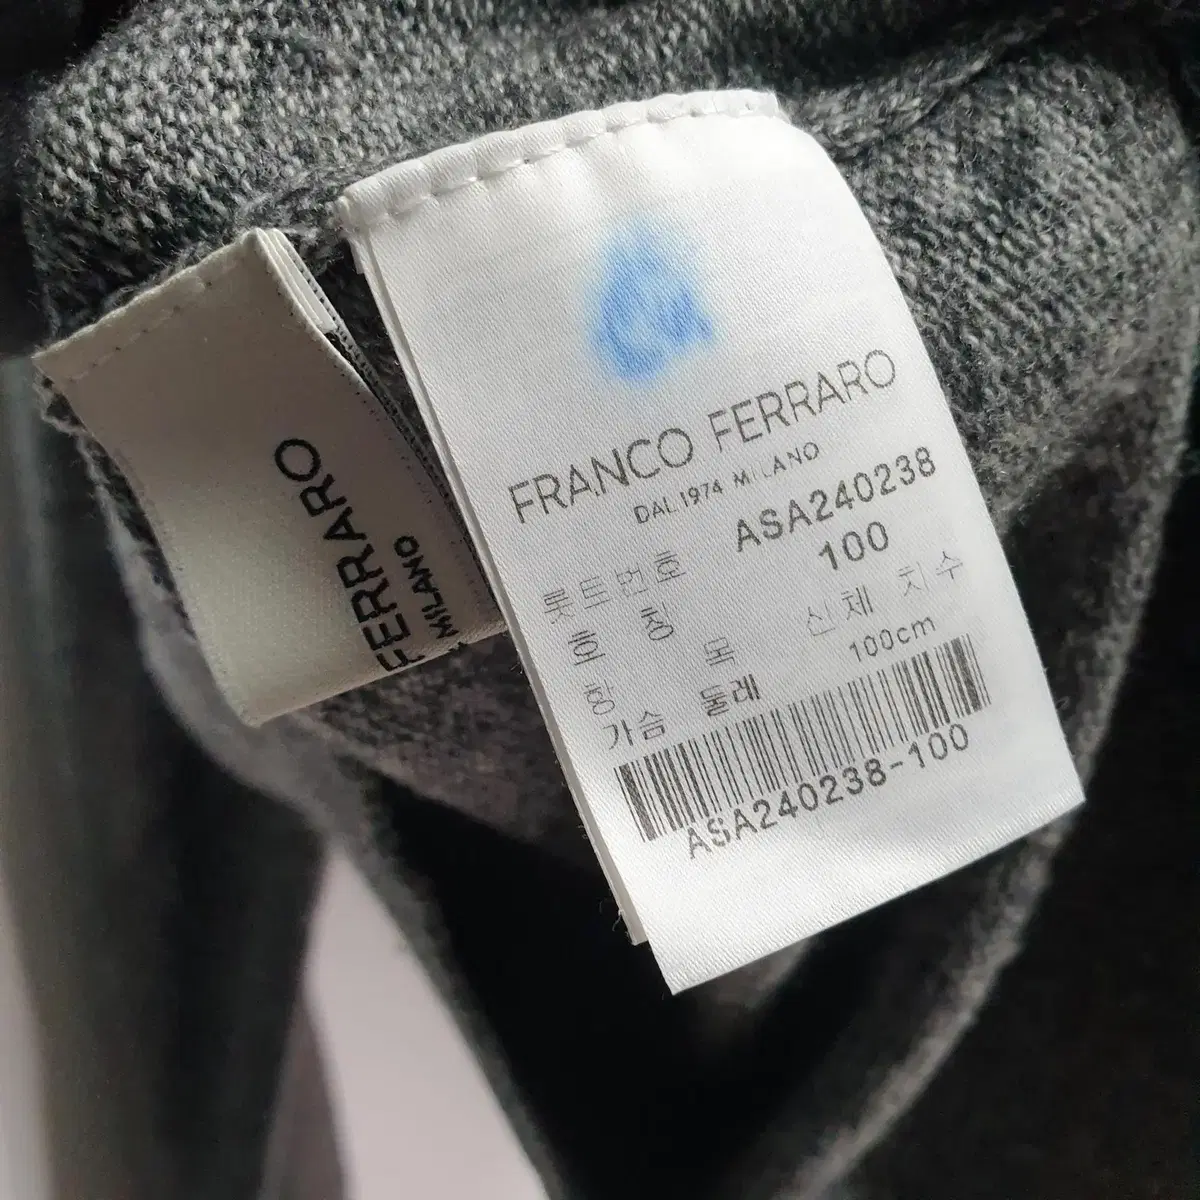 FRANCO FERRARO
DAL 1974 MILANO
롯트번호 ASA240238
호칭 100
항목 신체 치수
가슴둘레 100cm
ASA240238-100
FERRARO
MILANO